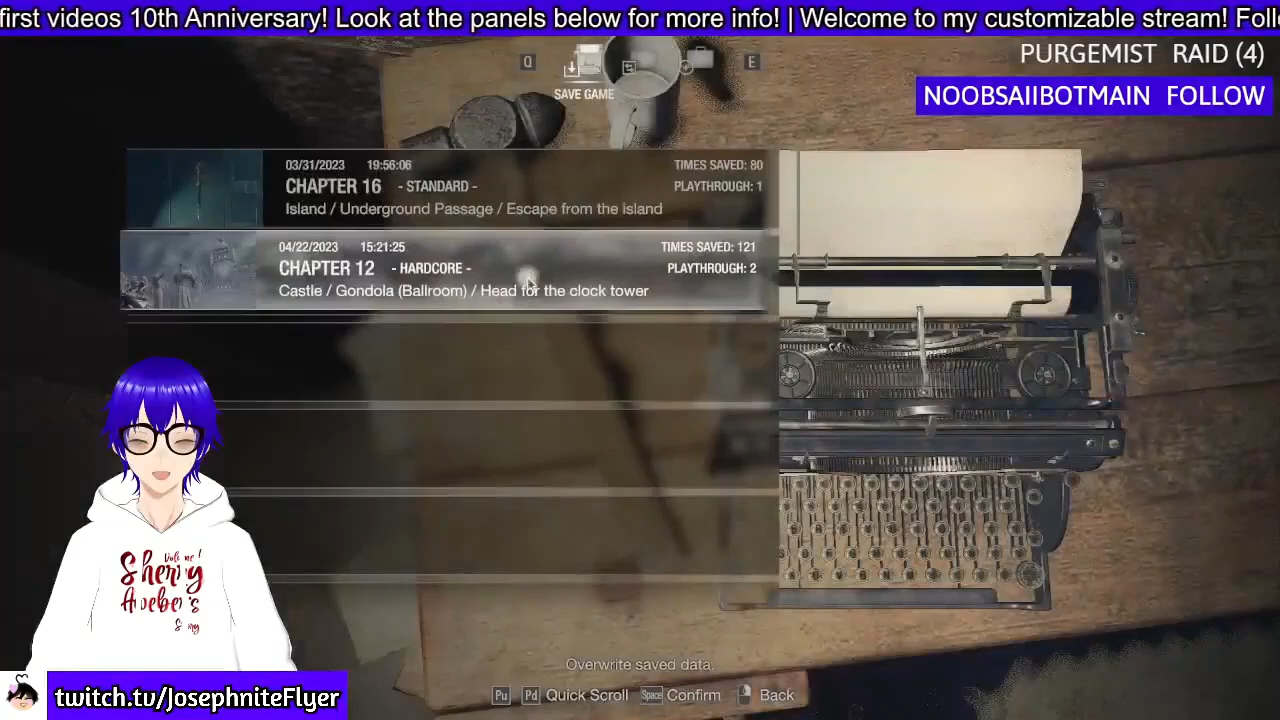 first videos 10th Anniversary! Look at the panels below for more info! | Welcome to my customizable stream! Foll
PURGEMIST RAID (4)
NOOBSAIIBOTMAIN FOLLOW
Q
E
SAVE GAME
03/31/2023 19:56:06 TIMES SAVED: 80
CHAPTER 16 - STANDARD - PLAYTHROUGH: 1
Island / Underground Passage / Escape from the island
04/22/2023 15:21:25 TIMES SAVED: 121
CHAPTER 12 - HARDCORE - PLAYTHROUGH: 2
Castle / Gondola (Ballroom) / Head for the clock tower
Sherry
Overwrite saved data.
Pu Pd Quick Scroll Space Confirm Back
twitch.tv/JosephniteFlyer